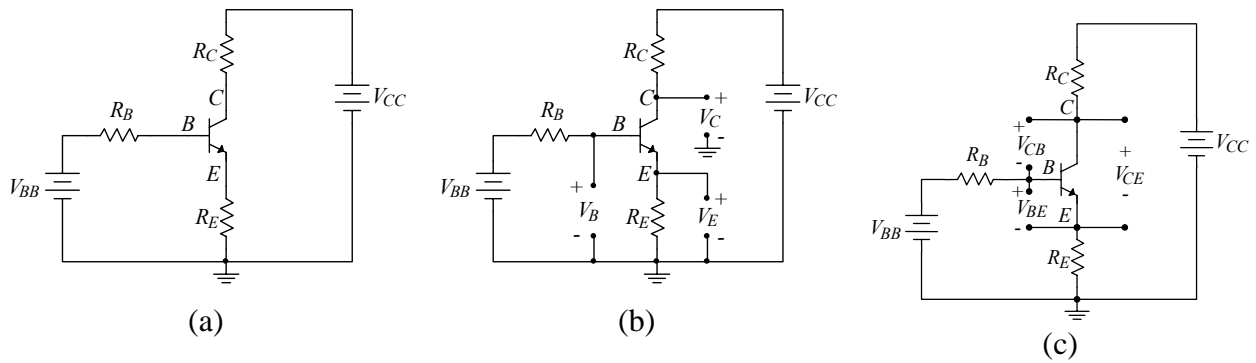 R_C
C
V_CC
R_B
B
E
V_BB
R_E
(a)
R_C
C
+
V_C
-
V_CC
R_B
B
E
V_BB
+
V_B
-
R_E
+
V_E
-
(b)
R_C
C
+
V_CB
-
V_CC
R_B
B
+
V_CE
-
+
V_BE
-
E
V_BB
R_E
(c)